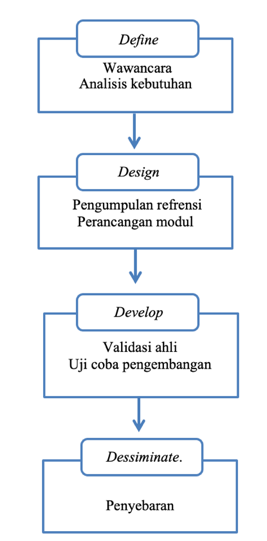 Define
Wawancara
Analisis kebutuhan
Design
Pengumpulan refrensi
Perancangan modul
Develop
Validasi ahli
Uji coba pengembangan
Dessiminate.
Penyebaran